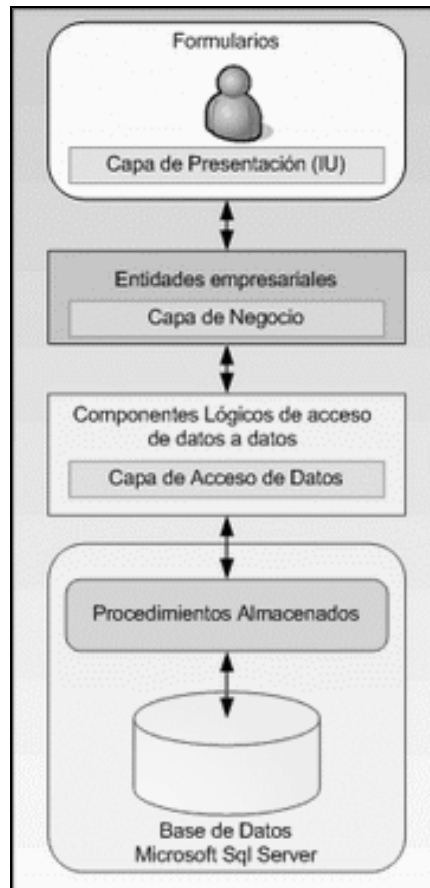 Formularios
Capa de Presentación (IU)
Entidades empresariales
Capa de Negocio
Componentes Lógicos de acceso
de datos a datos
Capa de Acceso de Datos
Procedimientos Almacenados
Base de Datos
Microsoft Sql Server